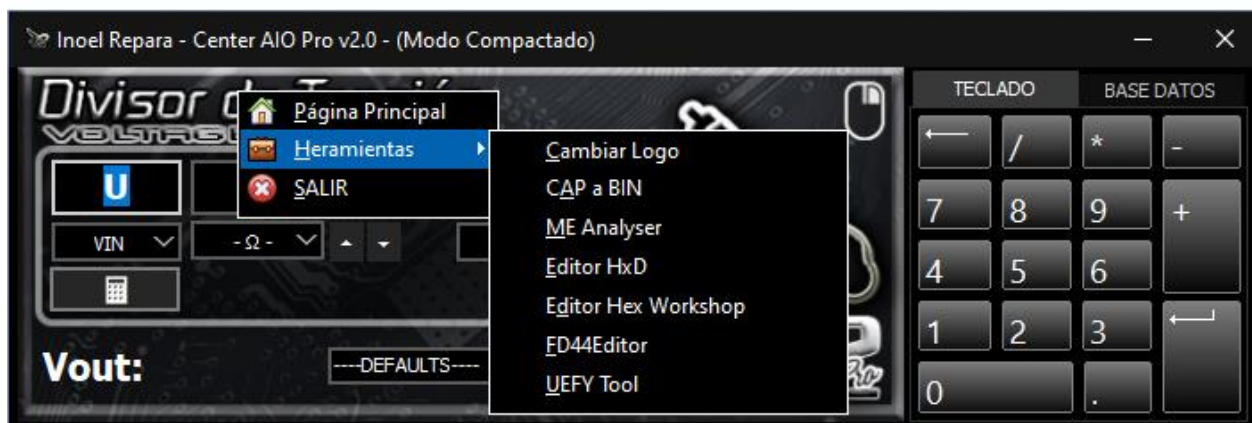 Inoel Repara - Center AIO Pro v2.0 - (Modo Compactado)
Divisor d
Página Principal
Heramientas
SALIR
Cambiar Logo
CAP a BIN
ME Analyser
Editor HxD
Editor Hex Workshop
FD44Editor
UEFY Tool
U
VIN
- Ω -
Vout:
----DEFAULTS----
Pro
TECLADO
BASE DATOS
/
*
-
7
8
9
+
4
5
6
1
2
3
0
.